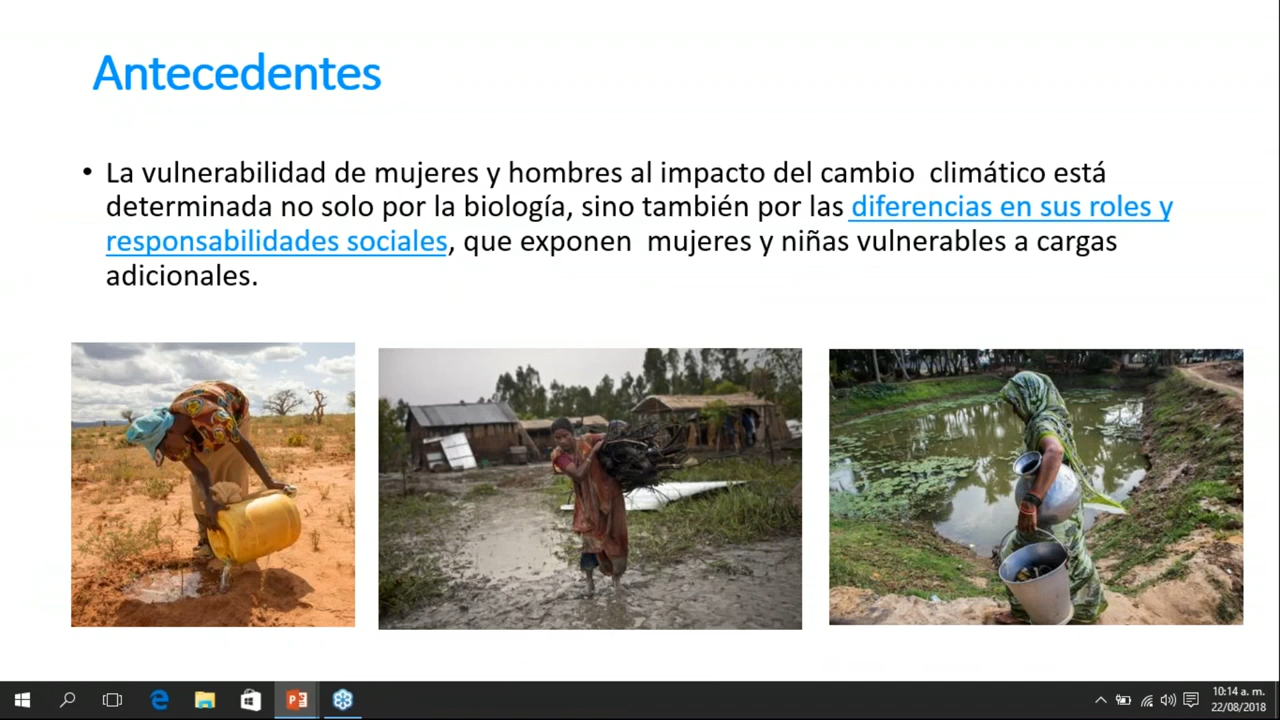 Antecedentes
• La vulnerabilidad de mujeres y hombres al impacto del cambio climático está
determinada no solo por la biología, sino también por las diferencias en sus roles y
responsabilidades sociales, que exponen mujeres y niñas vulnerables a cargas
adicionales.
10:14 a. m.
22/08/2018